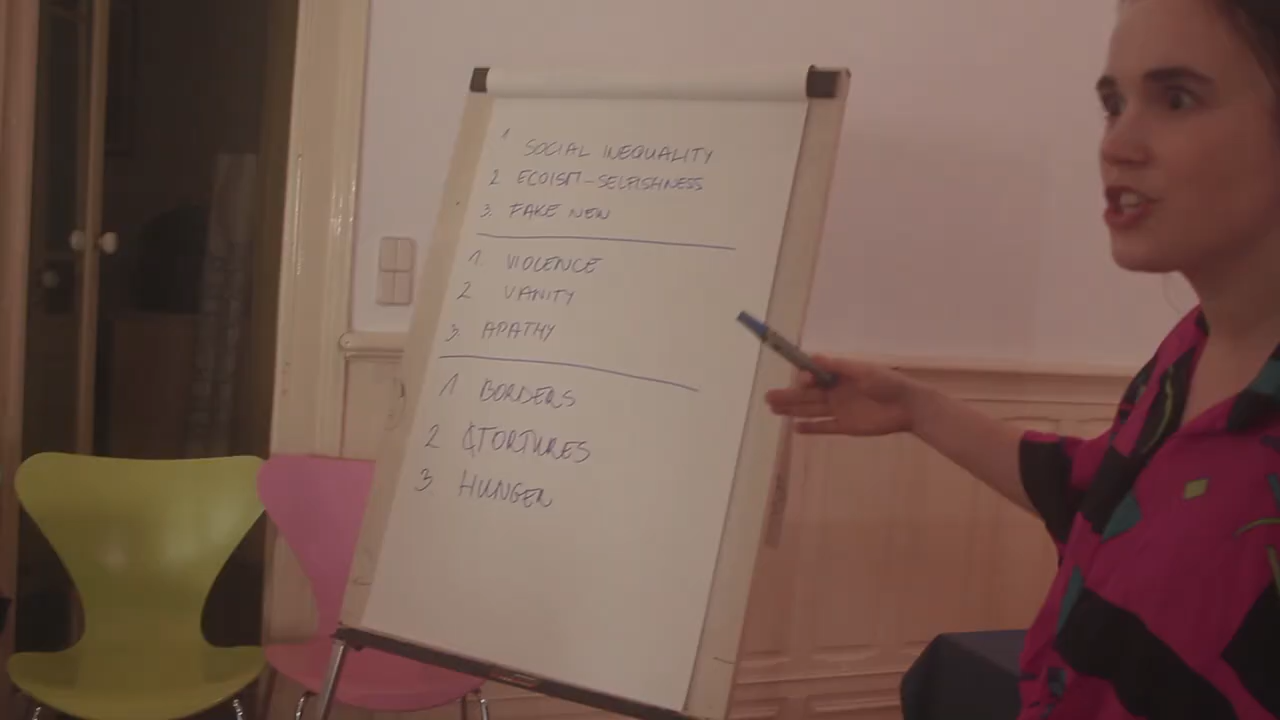 1 SOCIAL INEQUALITY
2 EGOISM-SELFISHNESS
3. FAKE NEW
1 VIOLENCE
2 VANITY
3. APATHY
1 BORDERS
2 TORTURES
3 HUNGER